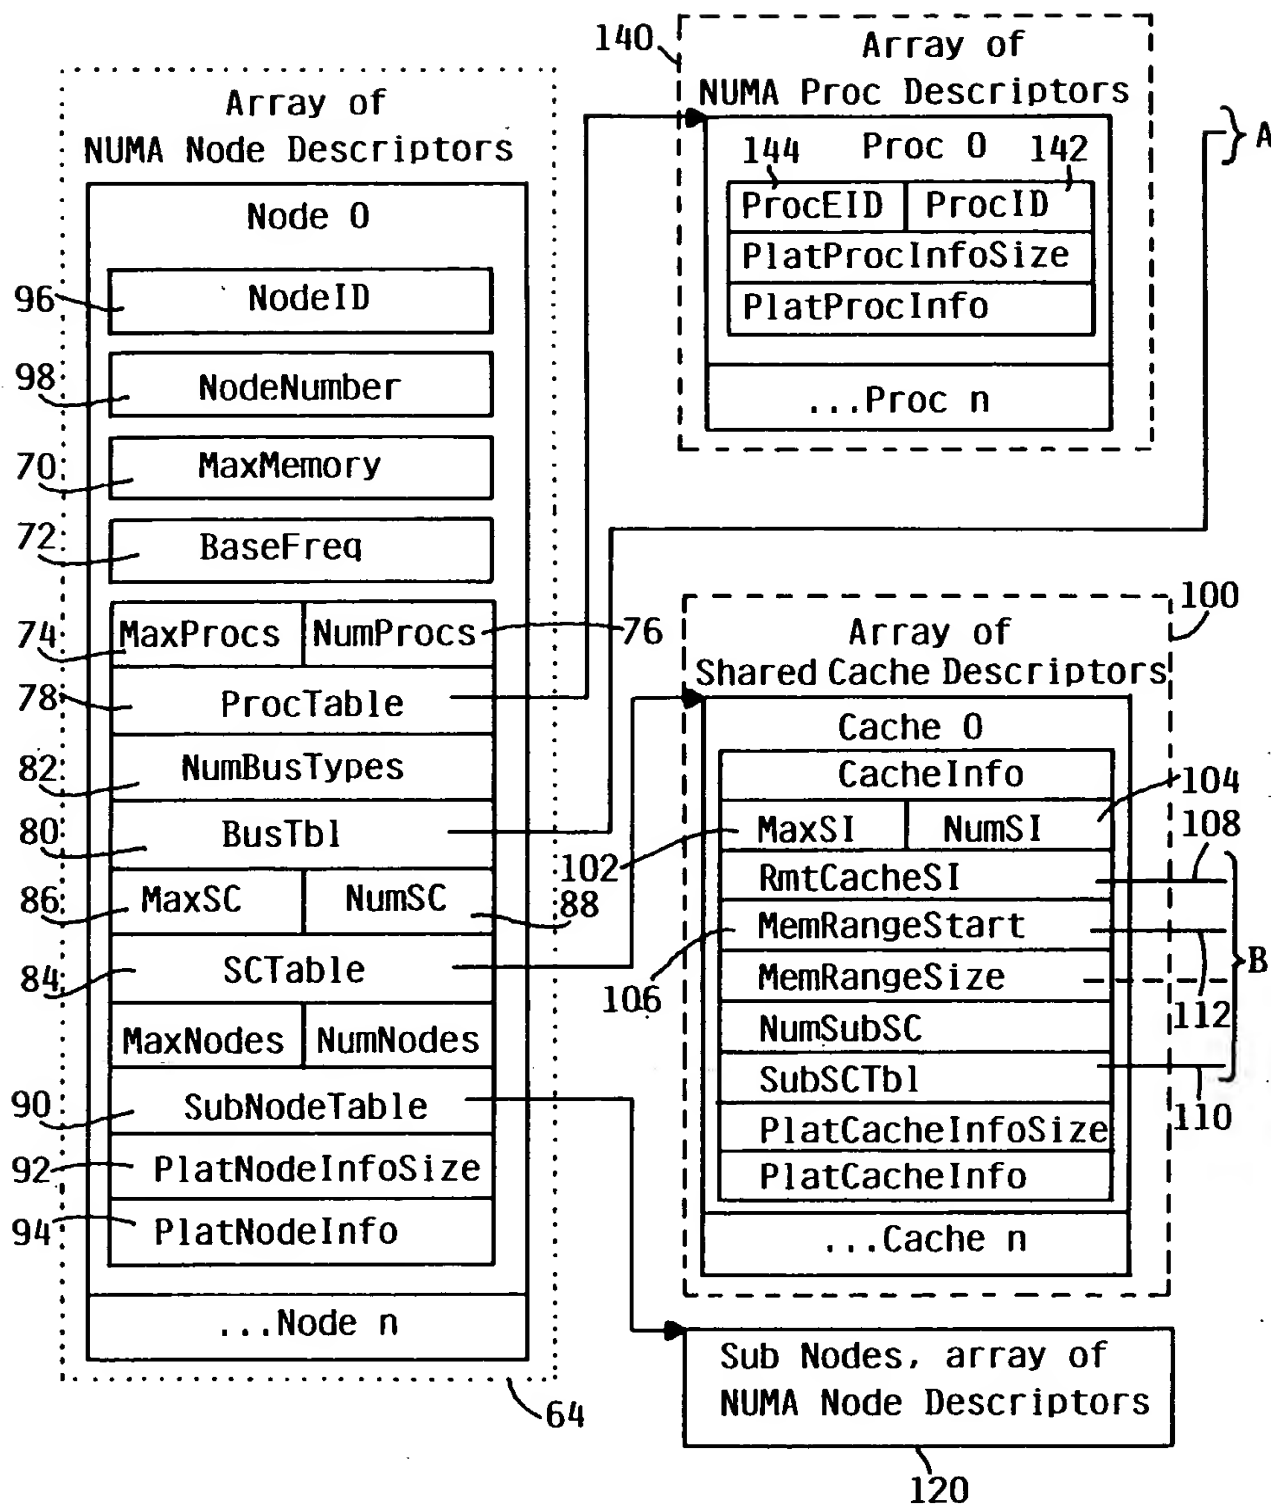 Array of
NUMA Node Descriptors
Node 0
96
NodeID
98
NodeNumber
70
MaxMemory
72
BaseFreq
74
MaxProcs
NumProcs
76
78
ProcTable
82
NumBusTypes
80
BusTbl
86
MaxSC
NumSC
88
84
SCTable
MaxNodes
NumNodes
90
SubNodeTable
92
PlatNodeInfoSize
94
PlatNodeInfo
...Node n
64
140
Array of
NUMA Proc Descriptors
Proc 0
144
142
ProcEID
ProcID
PlatProcInfoSize
PlatProcInfo
...Proc n
A
100
Array of
Shared Cache Descriptors
Cache 0
CacheInfo
104
102
MaxSI
NumSI
108
RmtCacheSI
106
MemRangeStart
112
MemRangeSize
B
NumSubSC
SubSCTbl
110
PlatCacheInfoSize
PlatCacheInfo
...Cache n
Sub Nodes, array of
NUMA Node Descriptors
120